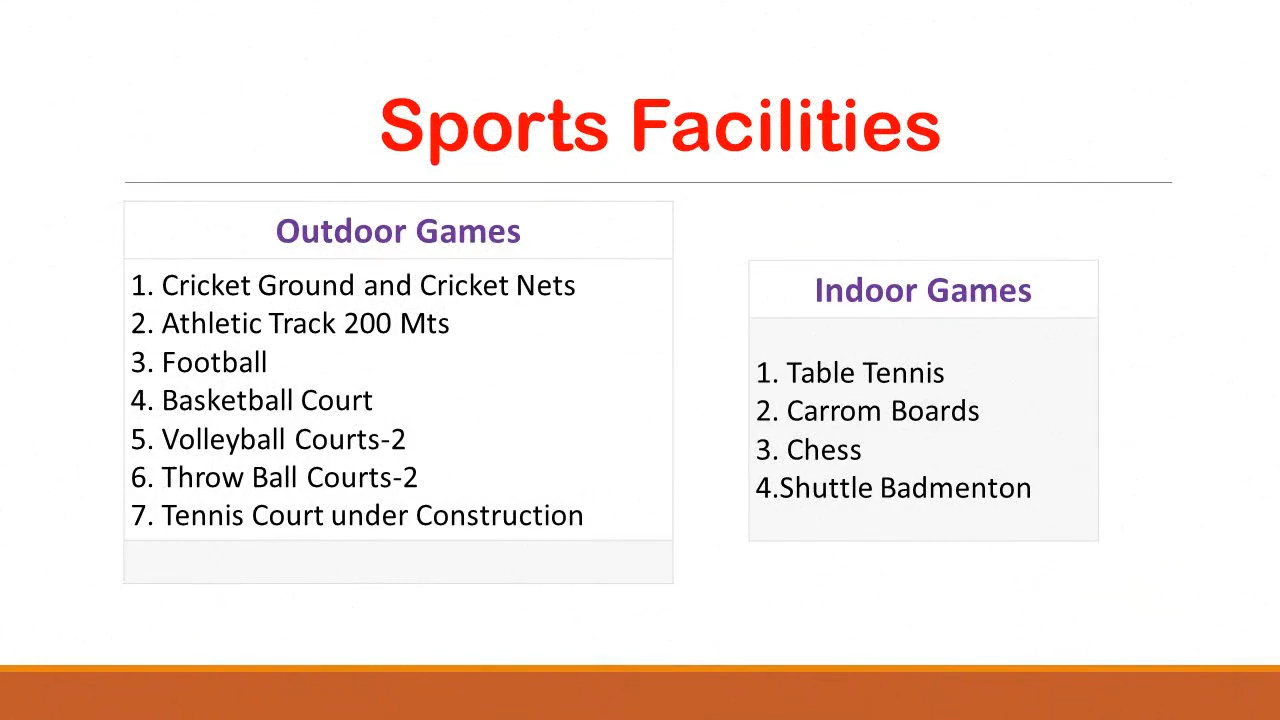 Sports Facilities
Outdoor Games
1. Cricket Ground and Cricket Nets
2. Athletic Track 200 Mts
3. Football
4. Basketball Court
5. Volleyball Courts-2
6. Throw Ball Courts-2
7. Tennis Court under Construction
Indoor Games
1. Table Tennis
2. Carrom Boards
3. Chess
4.Shuttle Badmenton